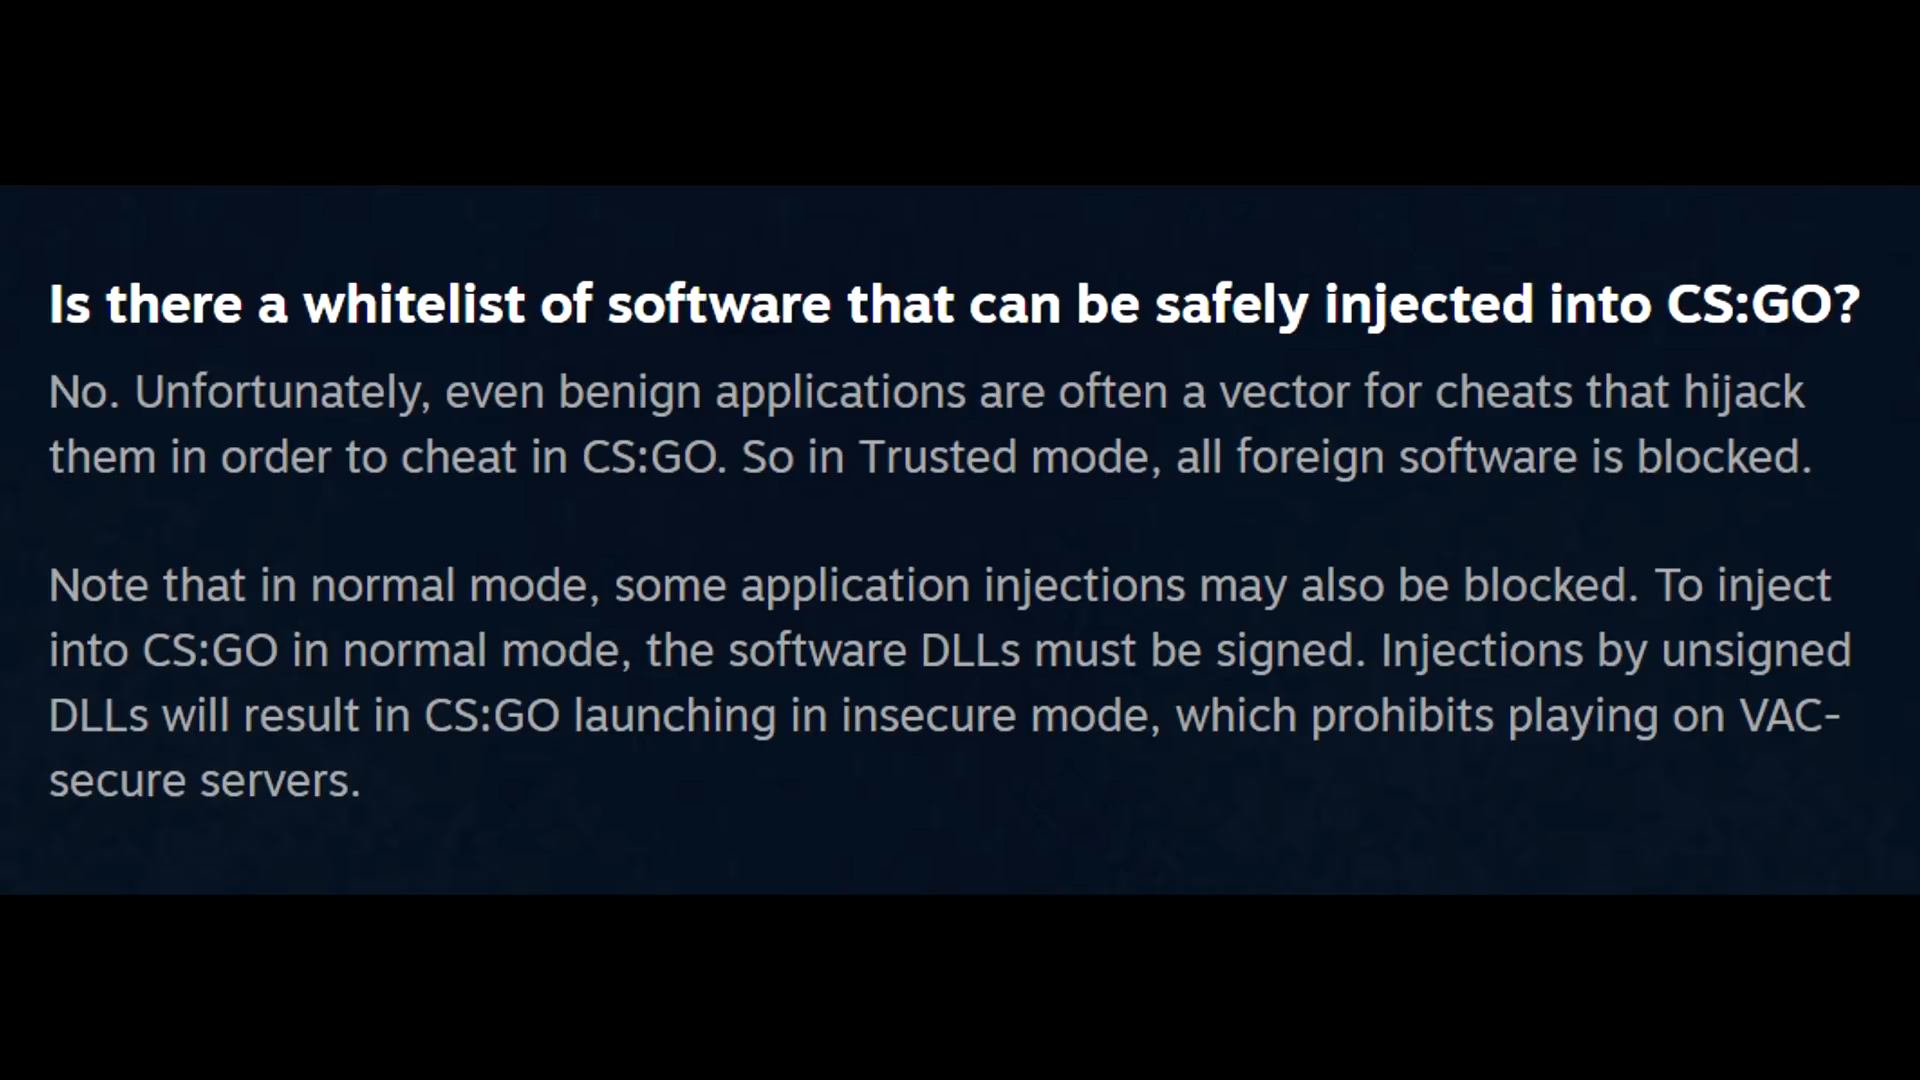 Is there a whitelist of software that can be safely injected into CS:GO?
No. Unfortunately, even benign applications are often a vector for cheats that hijack
them in order to cheat in CS:GO. So in Trusted mode, all foreign software is blocked.
Note that in normal mode, some application injections may also be blocked. To inject
into CS:GO in normal mode, the software DLLs must be signed. Injections by unsigned
DLLs will result in CS:GO launching in insecure mode, which prohibits playing on VAC-
secure servers.